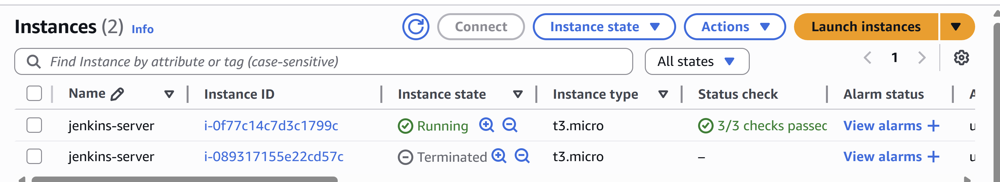 Instances (2) Info Connect Instance state Actions Launch instances
Find Instance by attribute or tag (case-sensitive) All states 1
Name Instance ID Instance state Instance type Status check Alarm status A
jenkins-server i-0f77c14c7d3c1799c Running t3.micro 3/3 checks passec View alarms + u
jenkins-server i-089317155e22cd57c Terminated t3.micro – View alarms + u